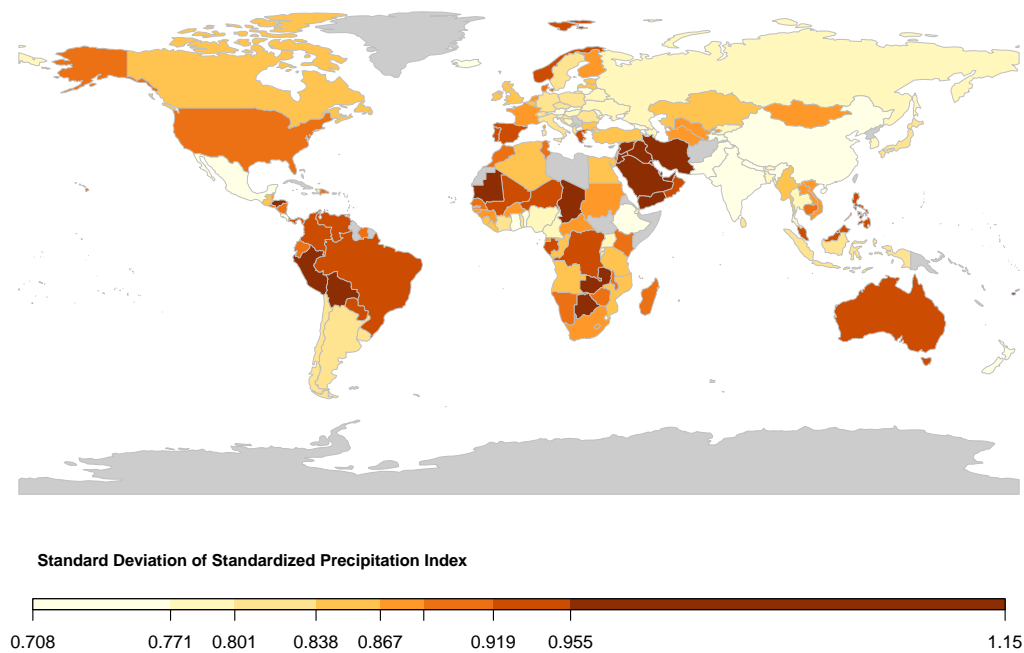 Standard Deviation of Standardized Precipitation Index
0.708 0.771 0.801 0.838 0.867 0.919 0.955 1.15